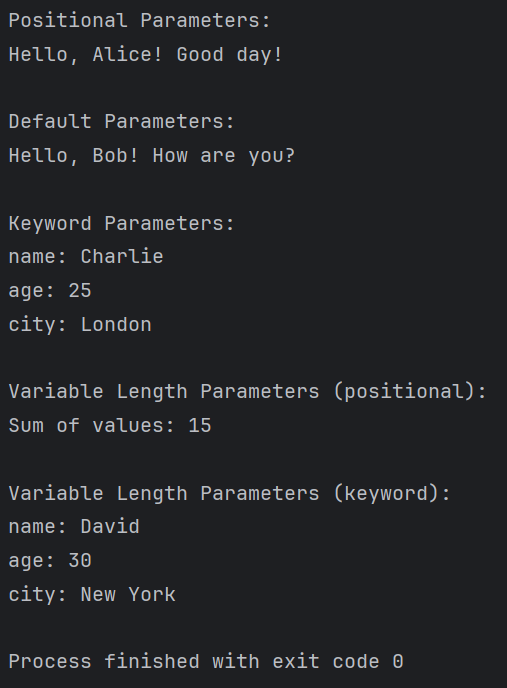 Positional Parameters:
Hello, Alice! Good day!
Default Parameters:
Hello, Bob! How are you?
Keyword Parameters:
name: Charlie
age: 25
city: London
Variable Length Parameters (positional):
Sum of values: 15
Variable Length Parameters (keyword):
name: David
age: 30
city: New York
Process finished with exit code 0